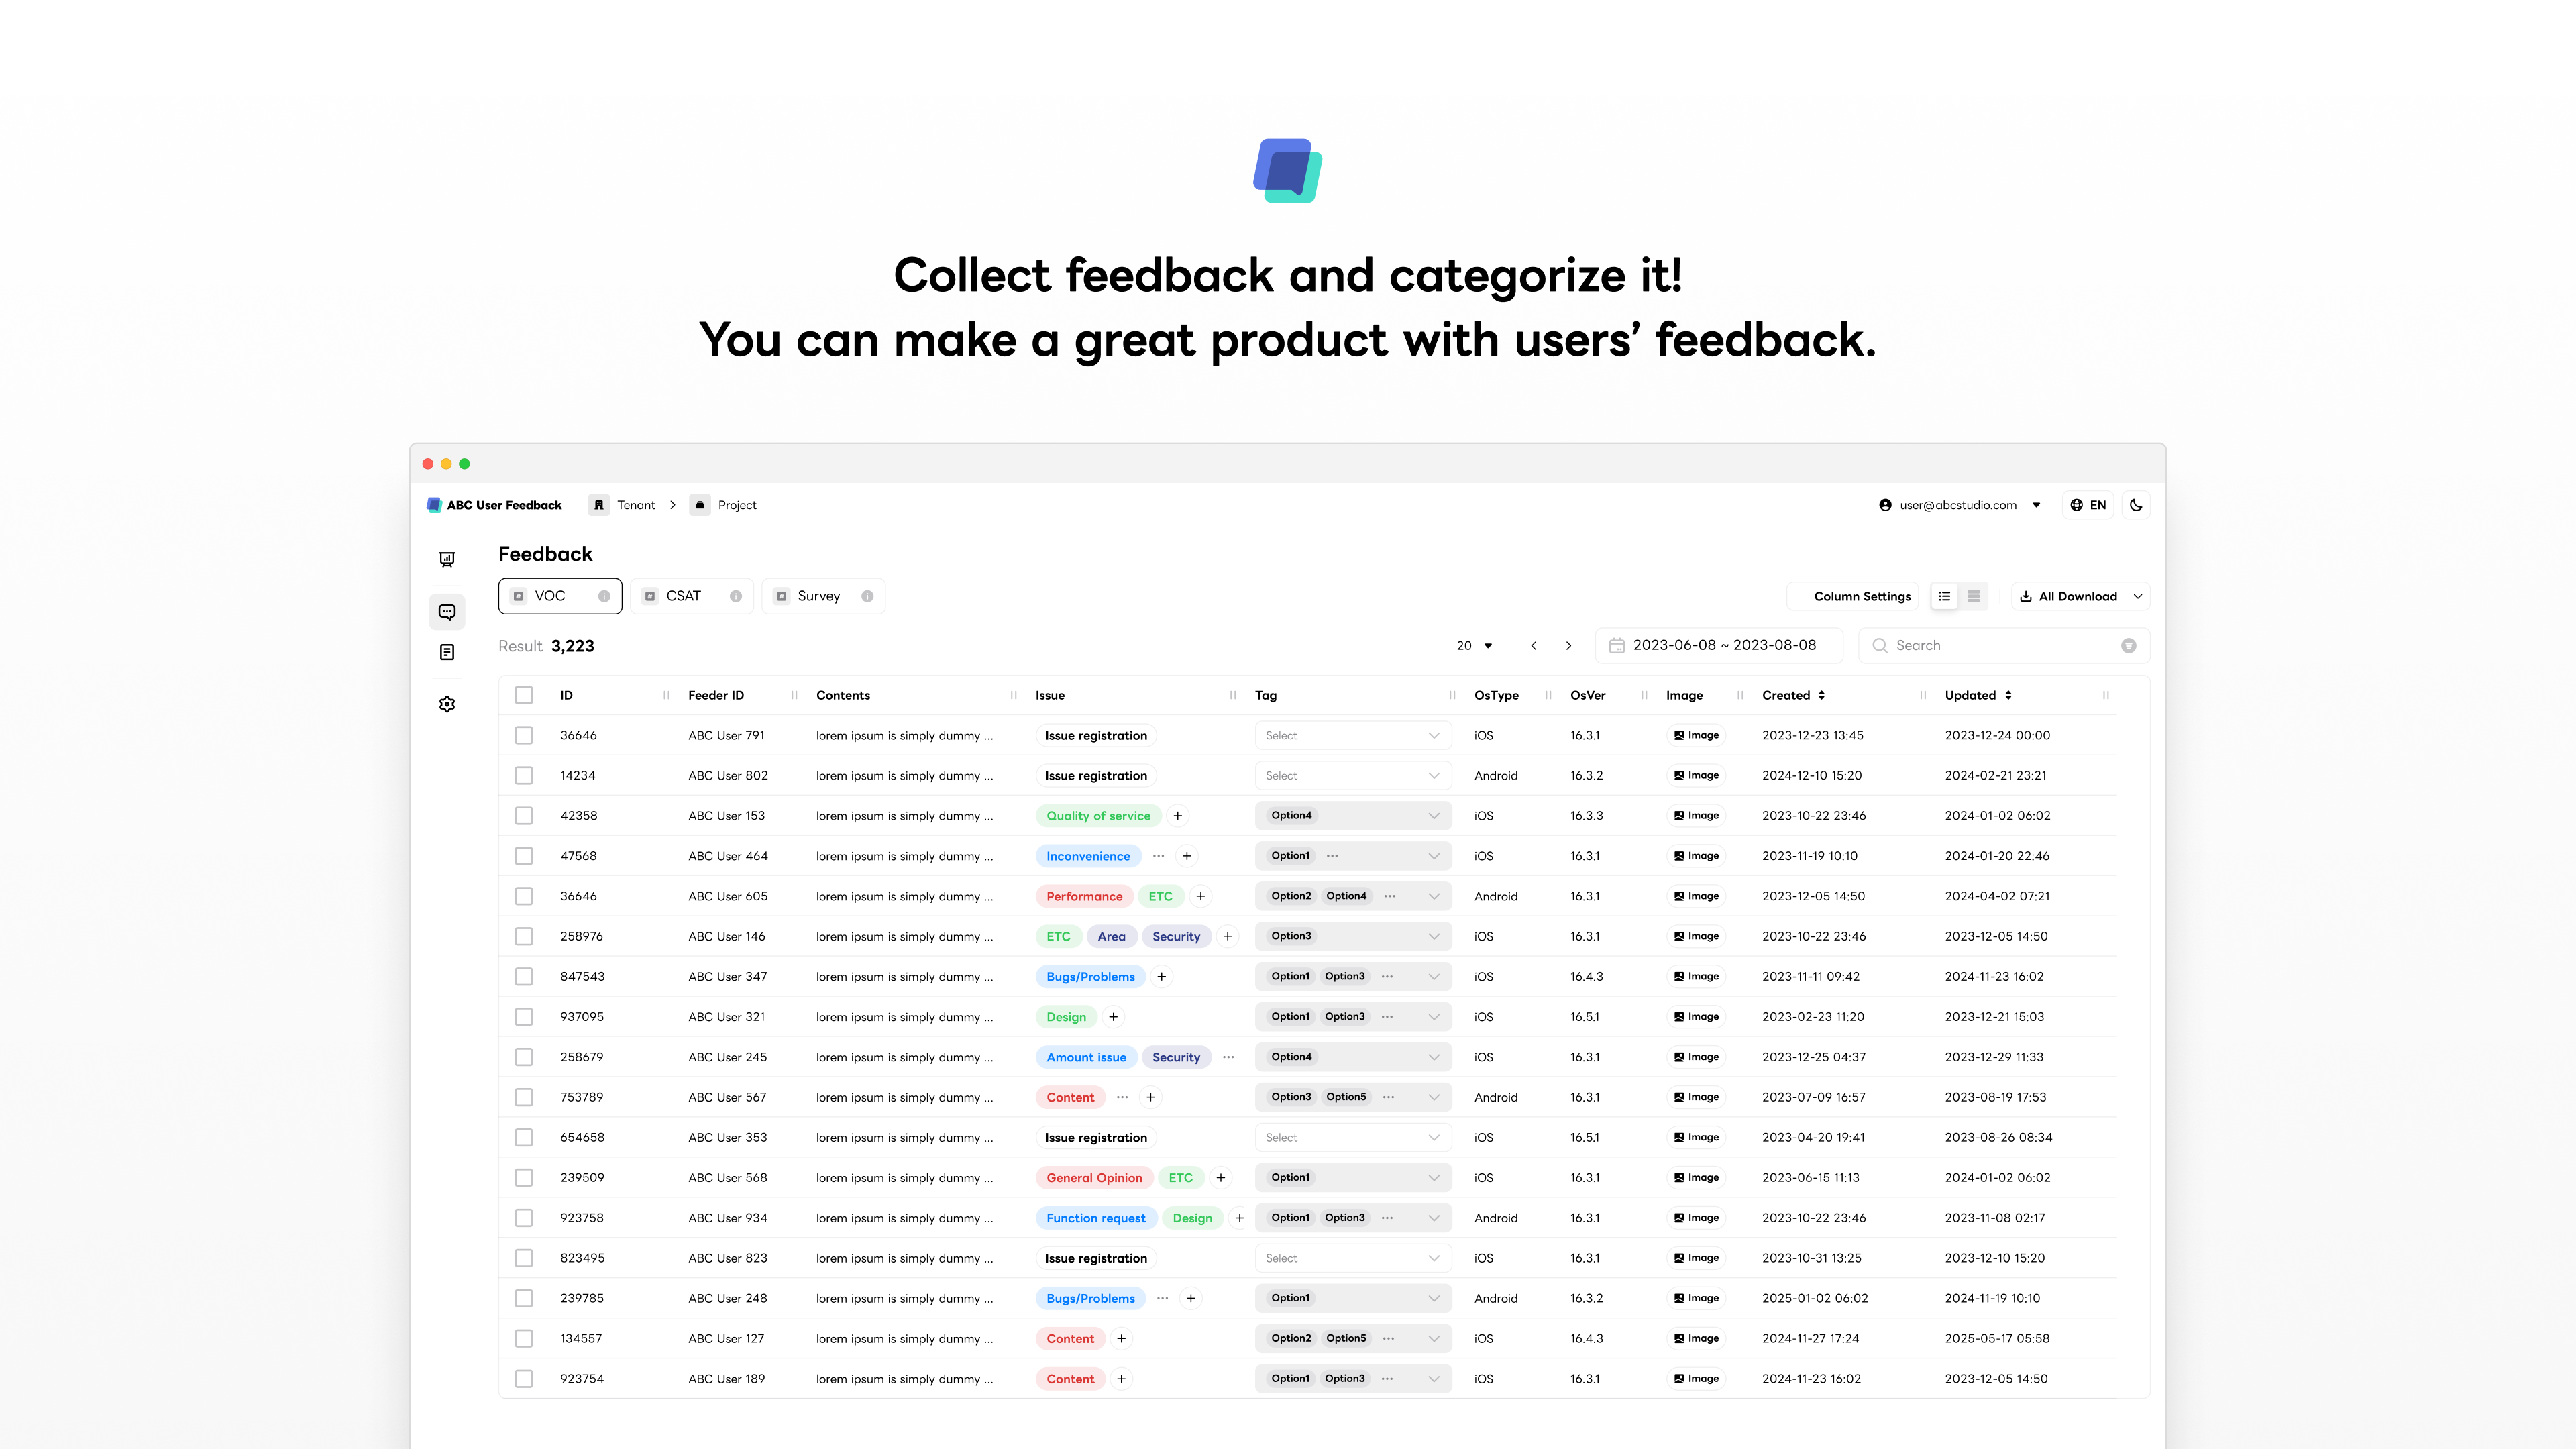 Collect feedback and categorize it!
You can make a great product with users’ feedback.
ABC User Feedback Tenant Project user@abcstudio.com EN
Feedback
VOC CSAT Survey Column Settings All Download
Result 3,223 20 2023-06-08 ~ 2023-08-08 Search
ID Feeder ID Contents Issue Tag OsType OsVer Image Created Updated
36646 ABC User 791 lorem ipsum is simply dummy ... Issue registration Select iOS 16.3.1 Image 2023-12-23 13:45 2023-12-24 00:00
14234 ABC User 802 lorem ipsum is simply dummy ... Issue registration Select Android 16.3.2 Image 2024-12-10 15:20 2024-02-21 23:21
42358 ABC User 153 lorem ipsum is simply dummy ... Quality of service + Option4 iOS 16.3.3 Image 2023-10-22 23:46 2024-01-02 06:02
47568 ABC User 464 lorem ipsum is simply dummy ... Inconvenience ... + Option1 ... iOS 16.3.1 Image 2023-11-19 10:10 2024-01-20 22:46
36646 ABC User 605 lorem ipsum is simply dummy ... Performance ETC + Option2 Option4 ... Android 16.3.1 Image 2023-12-05 14:50 2024-04-02 07:21
258976 ABC User 146 lorem ipsum is simply dummy ... ETC Area Security + Option3 iOS 16.3.1 Image 2023-10-22 23:46 2023-12-05 14:50
847543 ABC User 347 lorem ipsum is simply dummy ... Bugs/Problems + Option1 Option3 ... iOS 16.4.3 Image 2023-11-11 09:42 2024-11-23 16:02
937095 ABC User 321 lorem ipsum is simply dummy ... Design + Option1 Option3 ... iOS 16.5.1 Image 2023-02-23 11:20 2023-12-21 15:03
258679 ABC User 245 lorem ipsum is simply dummy ... Amount issue Security ... Option4 iOS 16.3.1 Image 2023-12-25 04:37 2023-12-29 11:33
753789 ABC User 567 lorem ipsum is simply dummy ... Content ... + Option3 Option5 ... Android 16.3.1 Image 2023-07-09 16:57 2023-08-19 17:53
654658 ABC User 353 lorem ipsum is simply dummy ... Issue registration Select iOS 16.5.1 Image 2023-04-20 19:41 2023-08-26 08:34
239509 ABC User 568 lorem ipsum is simply dummy ... General Opinion ETC + Option1 iOS 16.3.1 Image 2023-06-15 11:13 2024-01-02 06:02
923758 ABC User 934 lorem ipsum is simply dummy ... Function request Design + Option1 Option3 ... Android 16.3.1 Image 2023-10-22 23:46 2023-11-08 02:17
823495 ABC User 823 lorem ipsum is simply dummy ... Issue registration Select iOS 16.3.1 Image 2023-10-31 13:25 2023-12-10 15:20
239785 ABC User 248 lorem ipsum is simply dummy ... Bugs/Problems ... + Option1 Android 16.3.2 Image 2025-01-02 06:02 2024-11-19 10:10
134557 ABC User 127 lorem ipsum is simply dummy ... Content + Option2 Option5 ... iOS 16.4.3 Image 2024-11-27 17:24 2025-05-17 05:58
923754 ABC User 189 lorem ipsum is simply dummy ... Content + Option1 Option3 ... iOS 16.3.1 Image 2024-11-23 16:02 2023-12-05 14:50